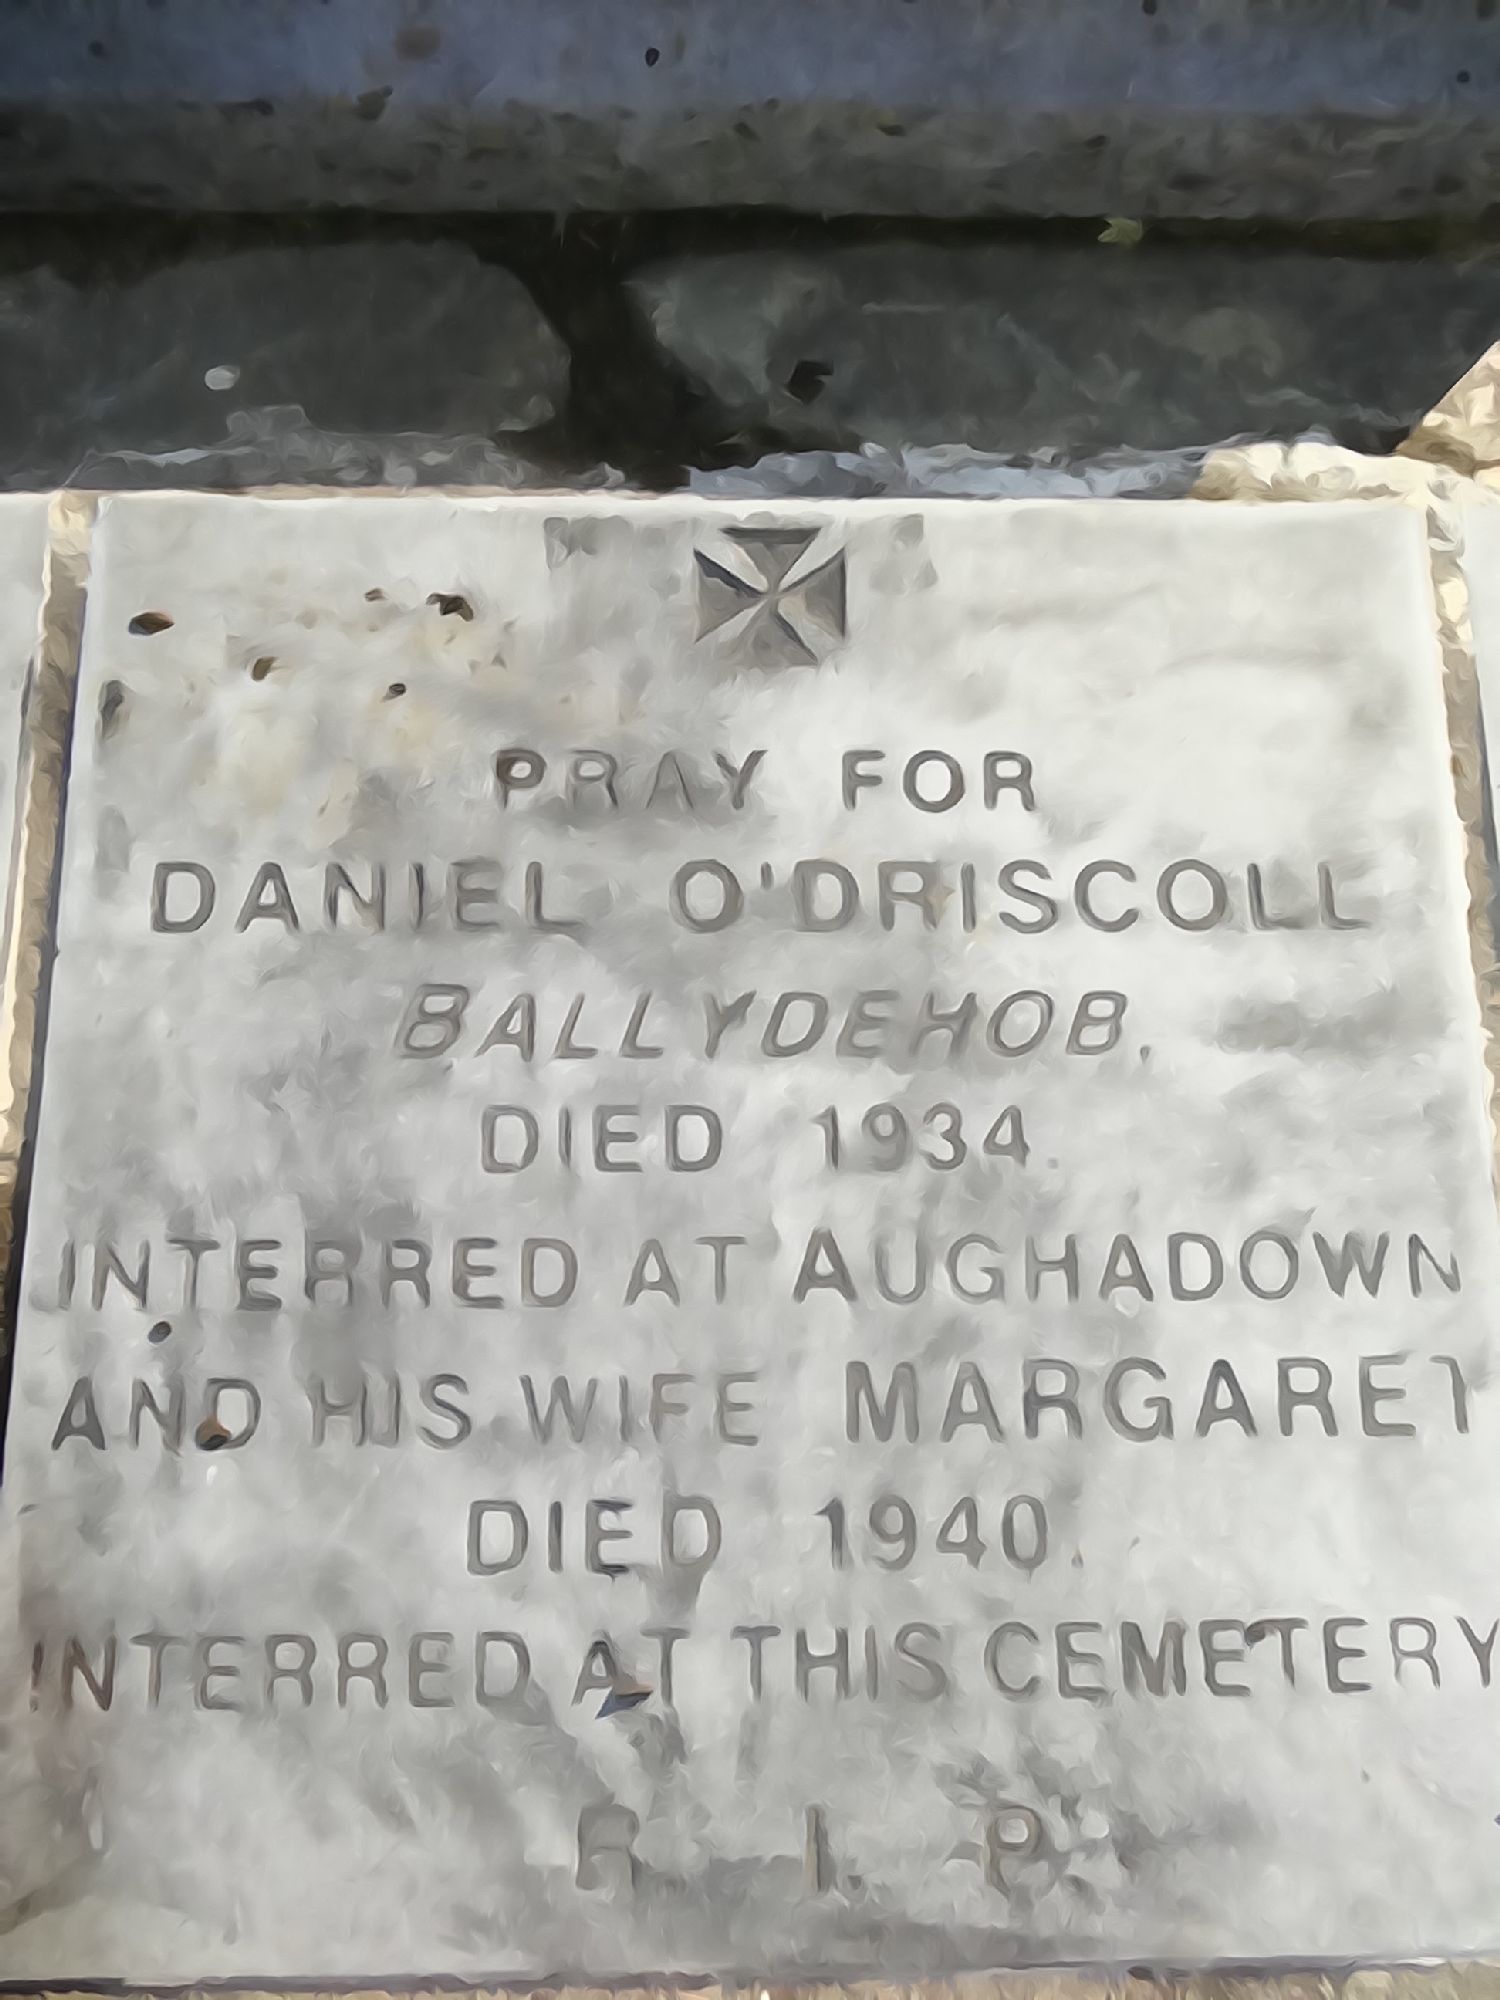 PRAY FOR
DANIEL O'DRISCOLL
BALLYDEHOB,
DIED 1934.
INTERRED AT AUGHADOWN
AND HIS WIFE MARGARET
DIED 1940.
INTERRED AT THIS CEMETERY
R I P